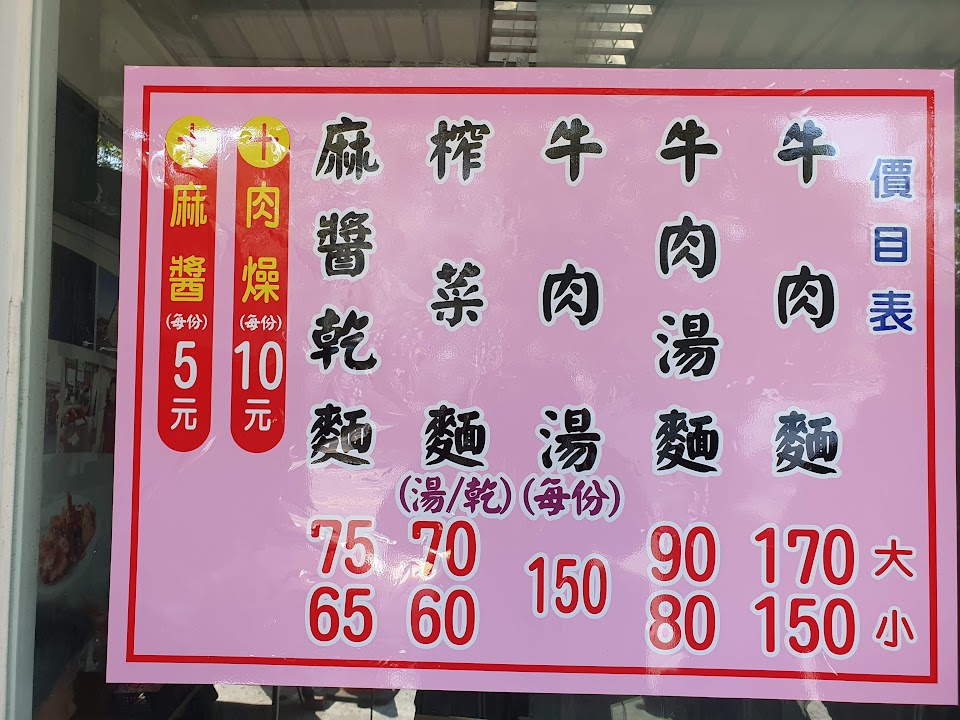 價目表
大
小
牛肉麵
170
150
牛肉湯麵
90
80
牛肉湯
(每份)
150
榨菜麵
(湯/乾)
70
60
麻醬乾麵
75
65
十肉燥
(每份)
10元
十麻醬
(每份)
5元